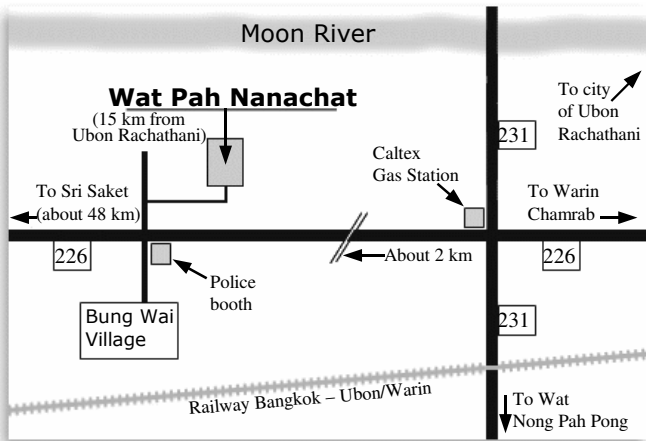 Moon River
Wat Pah Nanachat
(15 km from
Ubon Rachathani)
To city
of Ubon
Rachathani
231
Caltex
Gas Station
To Sri Saket
(about 48 km)
To Warin
Chamrab
226
About 2 km
226
Police
booth
Bung Wai
Village
231
Railway Bangkok – Ubon/Warin
To Wat
Nong Pah Pong